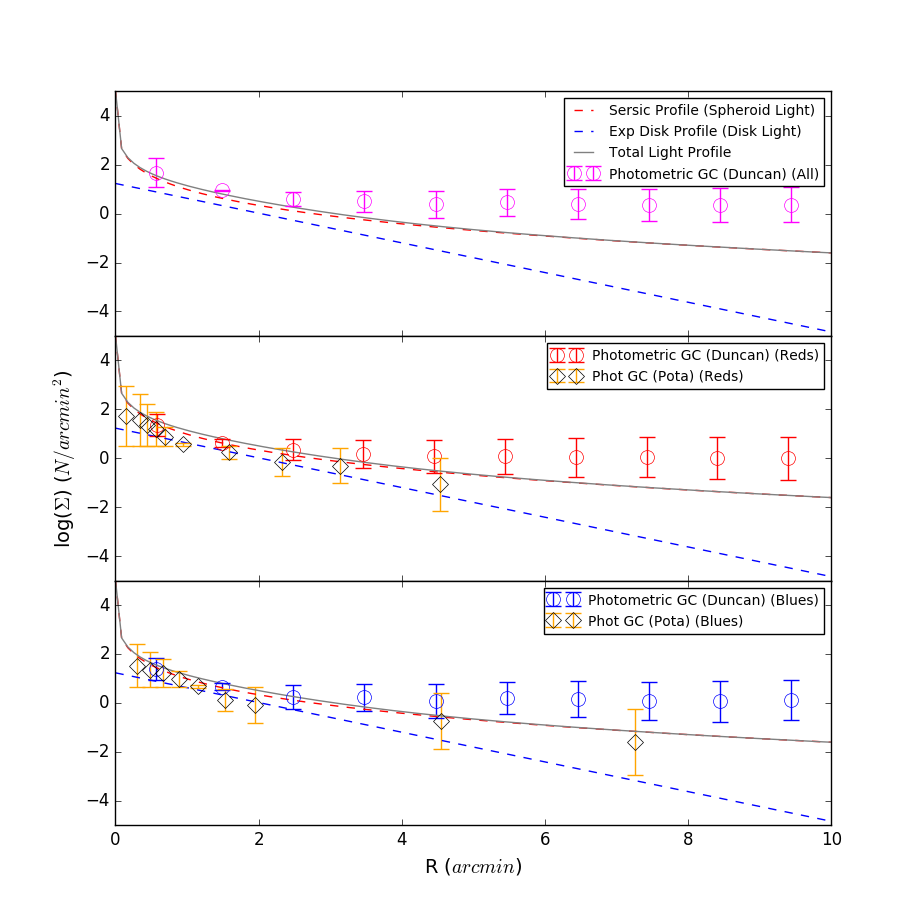 4
2
0
−2
−4
Sersic Profile (Spheroid Light)
Exp Disk Profile (Disk Light)
Total Light Profile
Photometric GC (Duncan) (All)
4
2
0
−2
−4
Photometric GC (Duncan) (Reds)
Phot GC (Pota) (Reds)
log(Σ) (N/arcmin²)
4
2
0
−2
−4
Photometric GC (Duncan) (Blues)
Phot GC (Pota) (Blues)
0 2 4 6 8 10
R (arcmin)